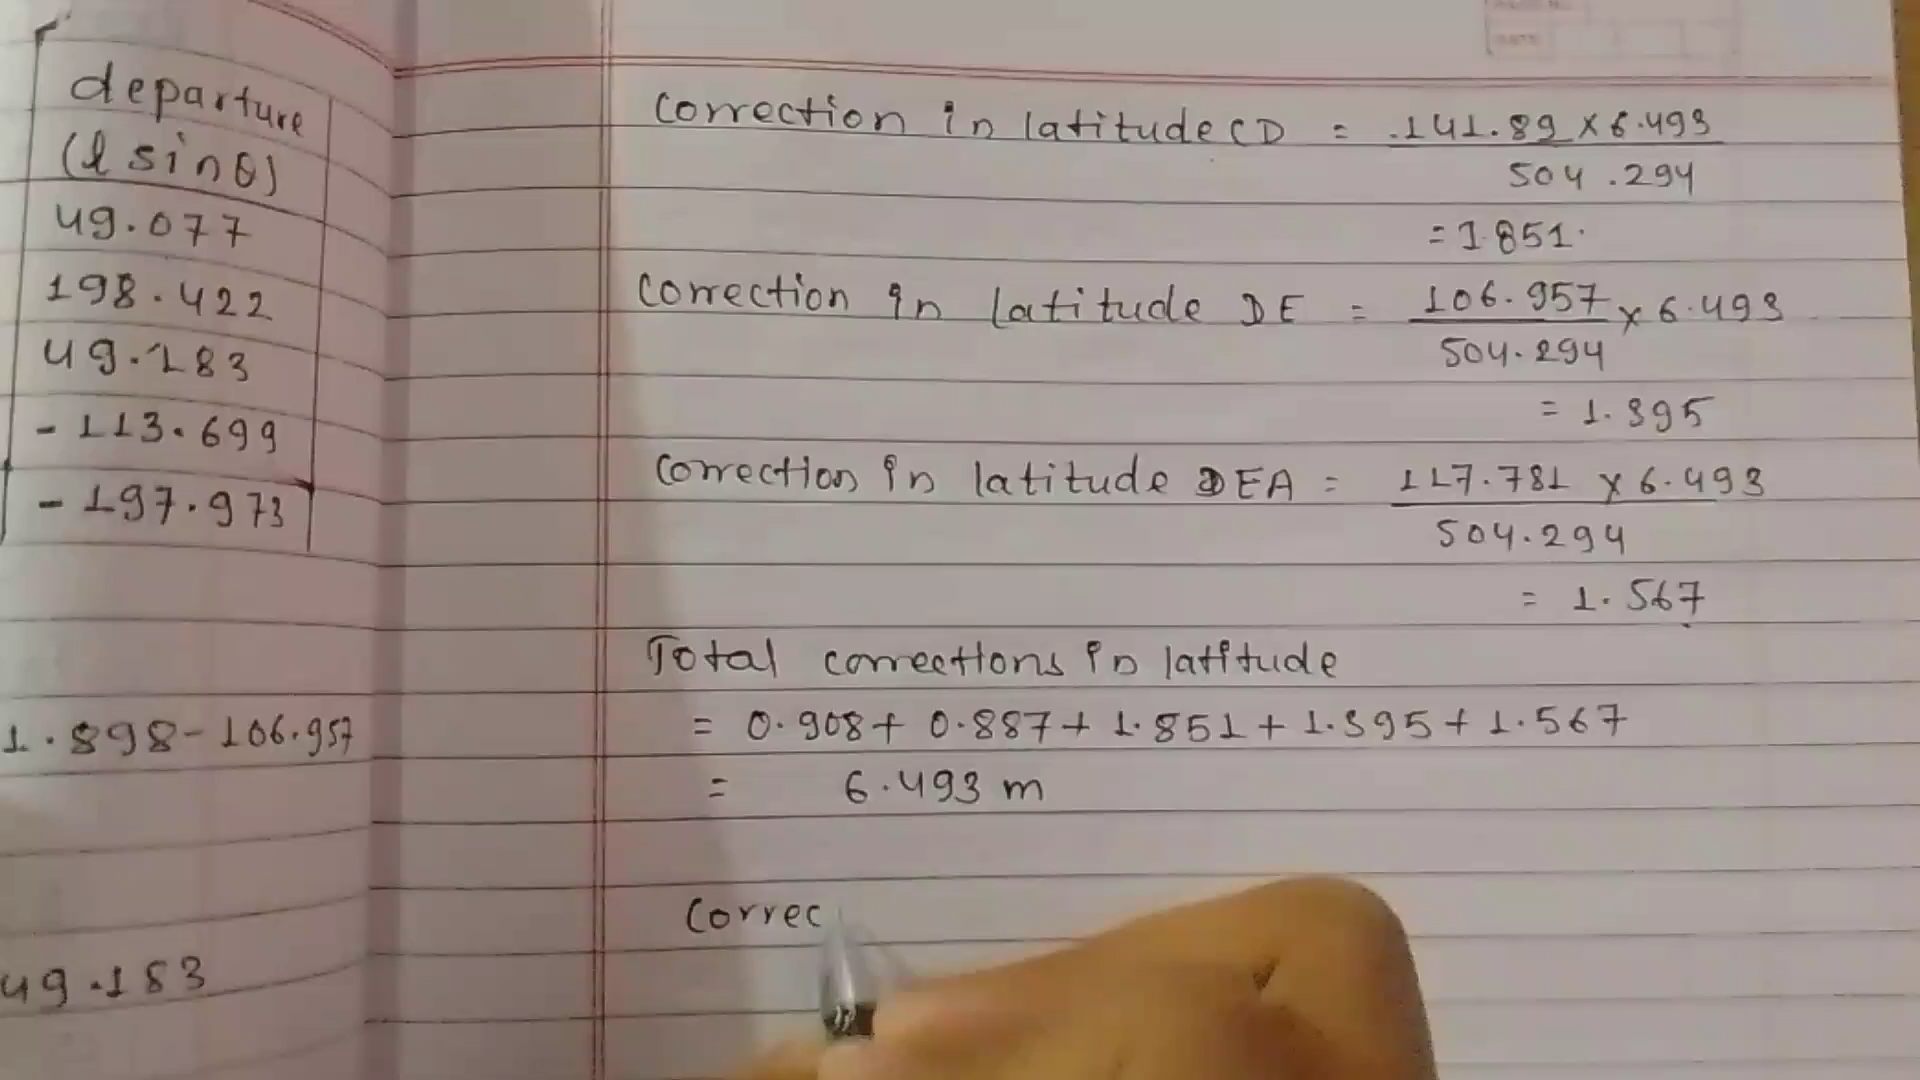 departure
(l sinθ)
49.077
198.422
49.183
- 113.699
- 197.973
1.898 - 106.957
49.183
DATE
Correction in latitude CD = 141.89 × 6.493
504.294
= 1.851.
Correction in latitude DE = 106.957 × 6.493
504.294
= 1.395
Correction in latitude EA = 117.781 × 6.493
504.294
= 1.567
Total corrections in latitude
= 0.908 + 0.887 + 1.851 + 1.395 + 1.567
= 6.493 m
Correc